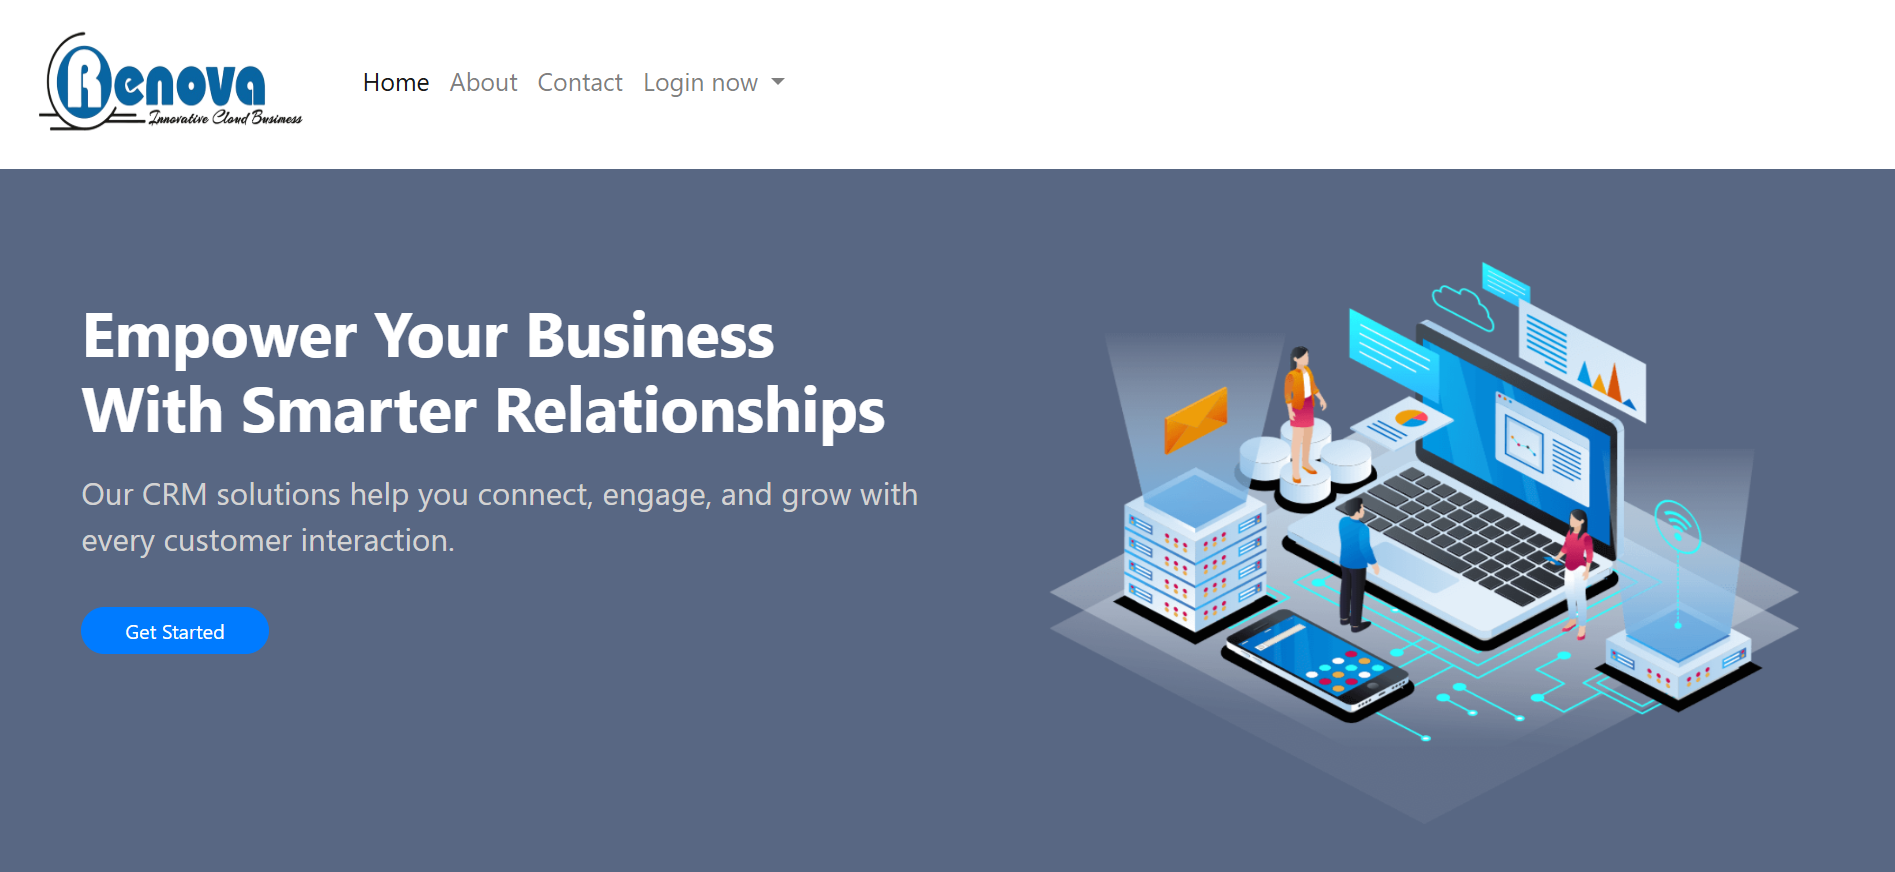 Renova
Innovative Cloud Business
Home About Contact Login now
Empower Your Business
With Smarter Relationships
Our CRM solutions help you connect, engage, and grow with
every customer interaction.
Get Started